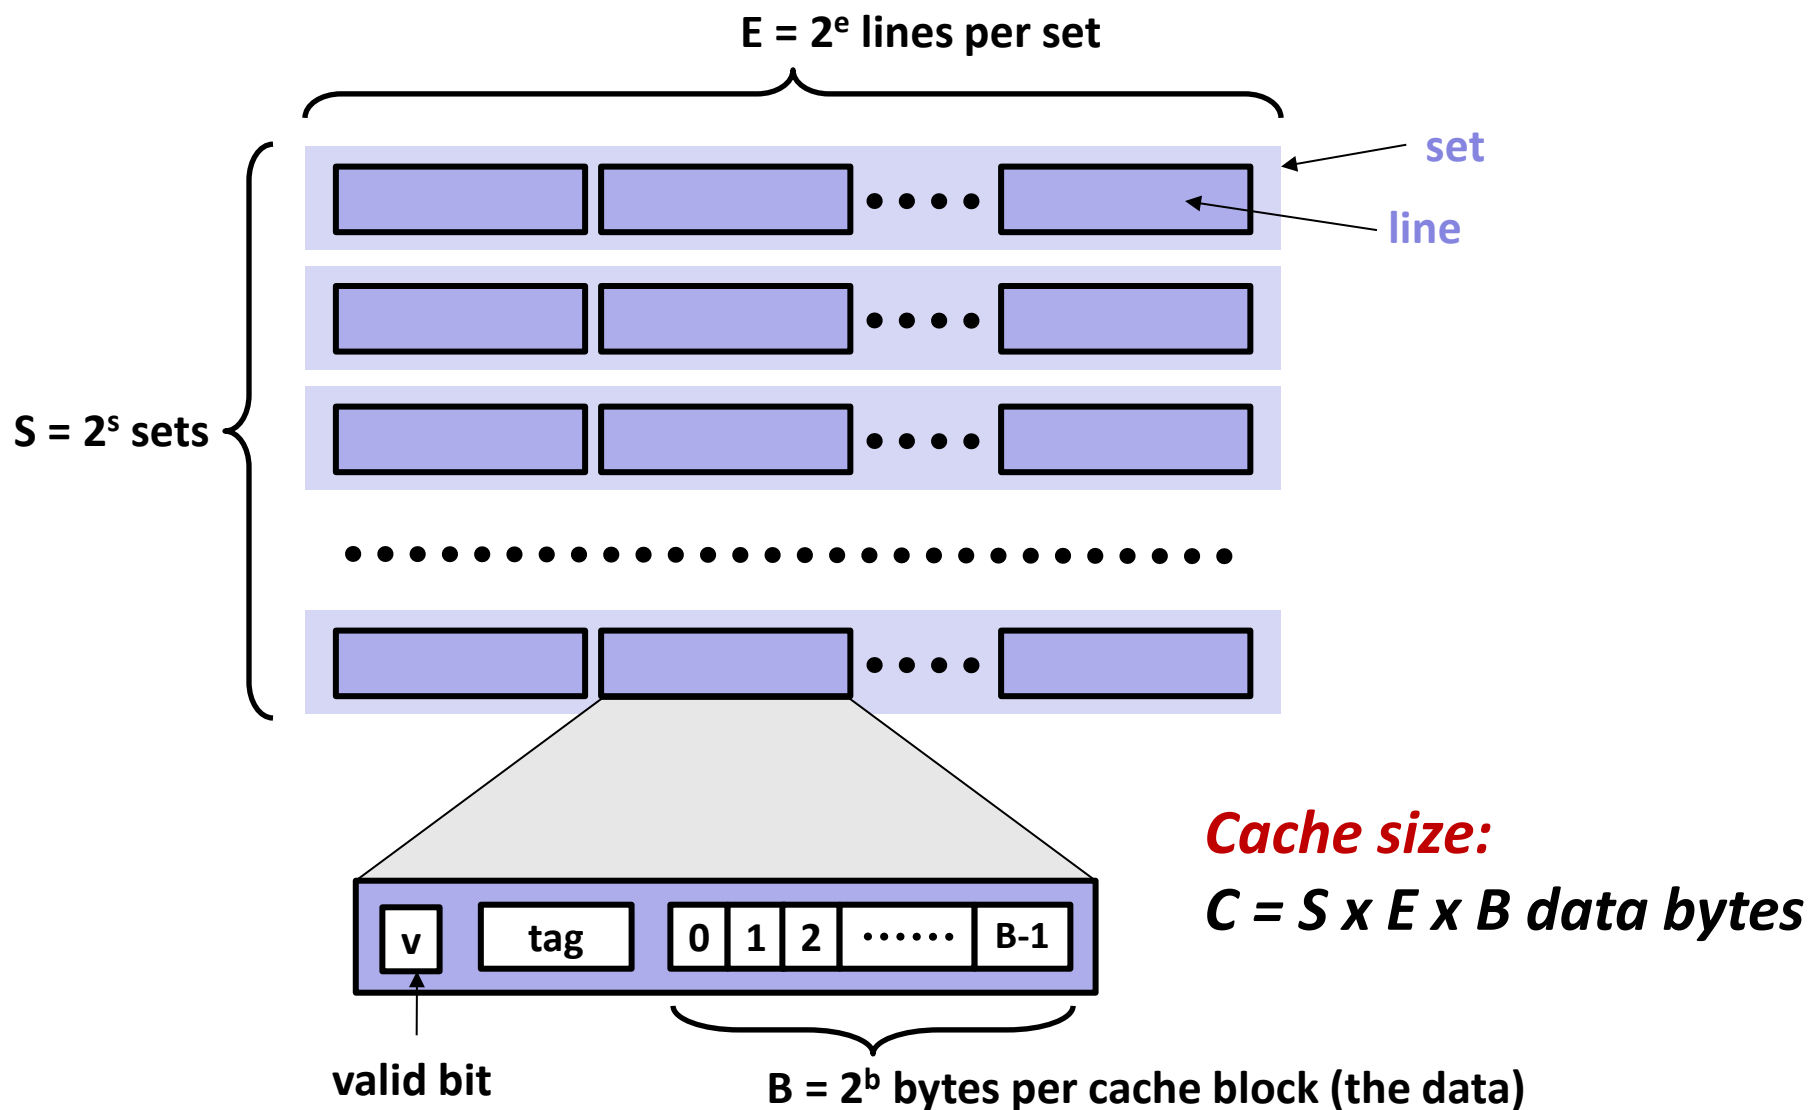 E = 2ᵉ lines per set
set
line
S = 2ˢ sets
Cache size:
C = S x E x B data bytes
v
tag
0
1
2
B-1
valid bit
B = 2ᵇ bytes per cache block (the data)